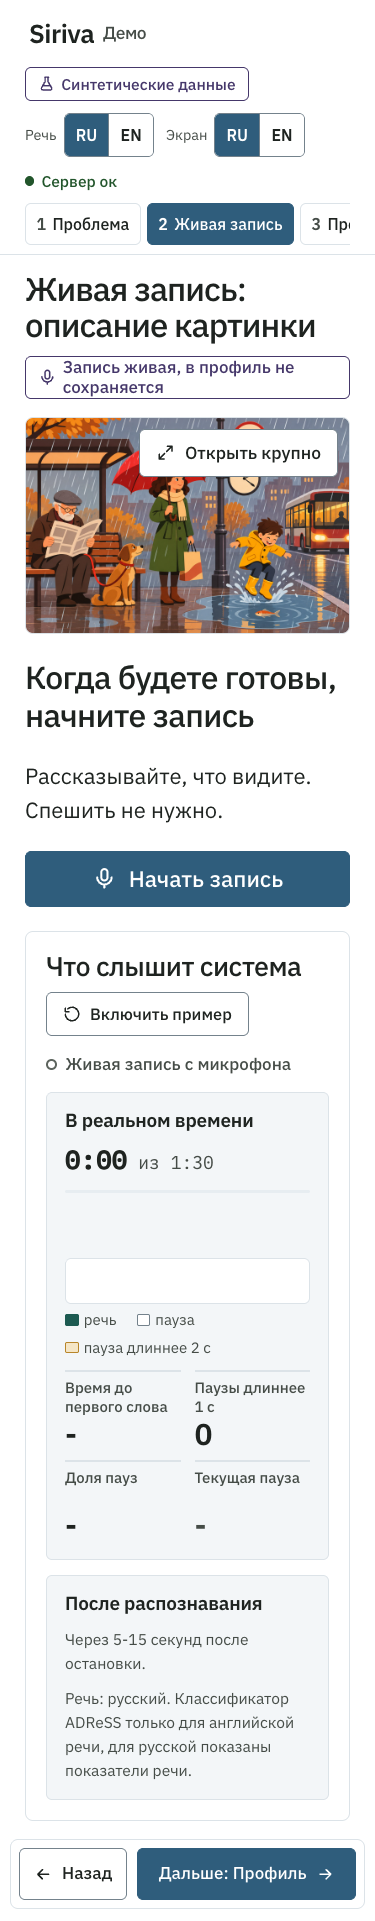 Siriva Демо
Синтетические данные
Речь RU EN Экран RU EN
Сервер ок
1 Проблема 2 Живая запись 3
Живая запись:
описание картинки
Запись живая, в профиль не
сохраняется
Открыть крупно
Когда будете готовы,
начните запись
Рассказывайте, что видите.
Спешить не нужно.
Начать запись
Что слышит система
Включить пример
Живая запись с микрофона
В реальном времени
0:00 из 1:30
речь пауза
пауза длиннее 2 с
Время до
первого слова
-
Паузы длиннее
1 с
0
Доля пауз
-
Текущая пауза
-
После распознавания
Через 5-15 секунд после
остановки.
Речь: русский. Классификатор
ADReSS только для английской
речи, для русской показаны
показатели речи.
← Назад
Дальше: Профиль →